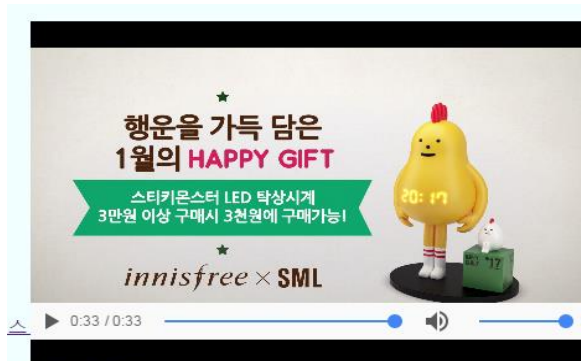 행운을 가득 담은
1월의 HAPPY GIFT
스티키몬스터 LED 탁상시계
3만원 이상 구매시 3천원에 구매가능!
innisfree × SML
20:17
'17
스
0:33 / 0:33